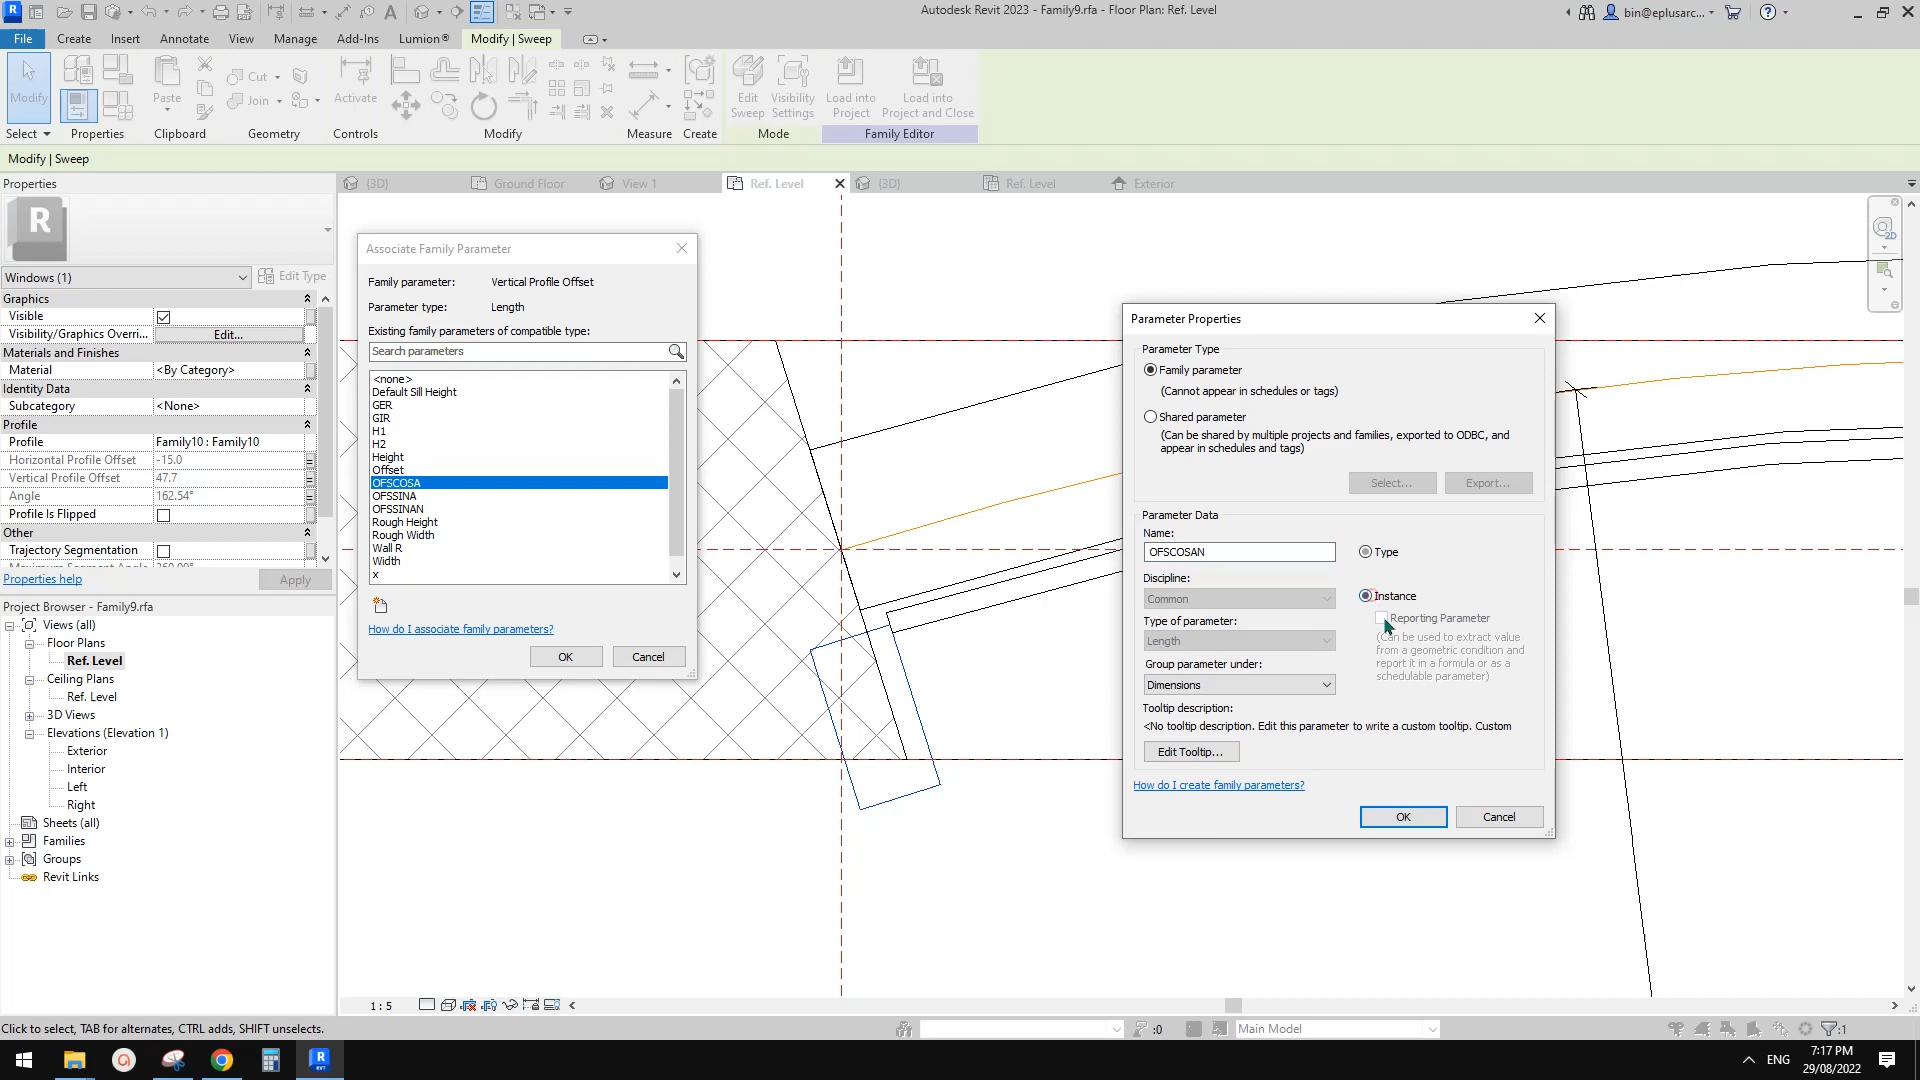 Autodesk Revit 2023 - Family9.rfa - Floor Plan: Ref. Level
bin@eplusarc...
File Create Insert Annotate View Manage Add-Ins Lumion® Modify | Sweep
Modify
Paste
Cut
Join
Activate
Edit Sweep
Visibility Settings
Load into Project
Load into Project and Close
Select Properties Clipboard Geometry Controls Modify Measure Create Mode Family Editor
Modify | Sweep
Properties
{3D} Ground Floor View 1 Ref. Level {3D} Ref. Level Exterior
R
Windows (1) Edit Type
Graphics
Visible
Visibility/Graphics Overri... Edit...
Materials and Finishes
Material <By Category>
Identity Data
Subcategory <None>
Profile
Profile Family10 : Family10
Horizontal Profile Offset -15.0
Vertical Profile Offset 47.7
Angle 162.54°
Profile Is Flipped
Other
Trajectory Segmentation
Properties help Apply
Project Browser - Family9.rfa
Views (all)
Floor Plans
Ref. Level
Ceiling Plans
Ref. Level
3D Views
Elevations (Elevation 1)
Exterior
Interior
Left
Right
Sheets (all)
Families
Groups
Revit Links
Associate Family Parameter
Family parameter: Vertical Profile Offset
Parameter type: Length
Existing family parameters of compatible type:
Search parameters
<none>
Default Sill Height
GER
GIR
H1
H2
Height
Offset
OFSCOSA
OFSSINA
OFSSINAN
Rough Height
Rough Width
Wall R
Width
x
How do I associate family parameters?
OK Cancel
Parameter Properties
Parameter Type
Family parameter
(Cannot appear in schedules or tags)
Shared parameter
(Can be shared by multiple projects and families, exported to ODBC, and
appear in schedules and tags)
Select... Export...
Parameter Data
Name:
OFSCOSAN Type
Discipline:
Common Instance
Type of parameter: Reporting Parameter
Length
(Can be used to extract value
from a geometric condition and
report it in a formula or as a
schedulable parameter)
Group parameter under:
Dimensions
Tooltip description:
<No tooltip description. Edit this parameter to write a custom tooltip. Custom
Edit Tooltip...
How do I create family parameters?
OK Cancel
2D
1 : 5
Click to select, TAB for alternates, CTRL adds, SHIFT unselects.
:0 Main Model :1
ENG
7:17 PM
29/08/2022